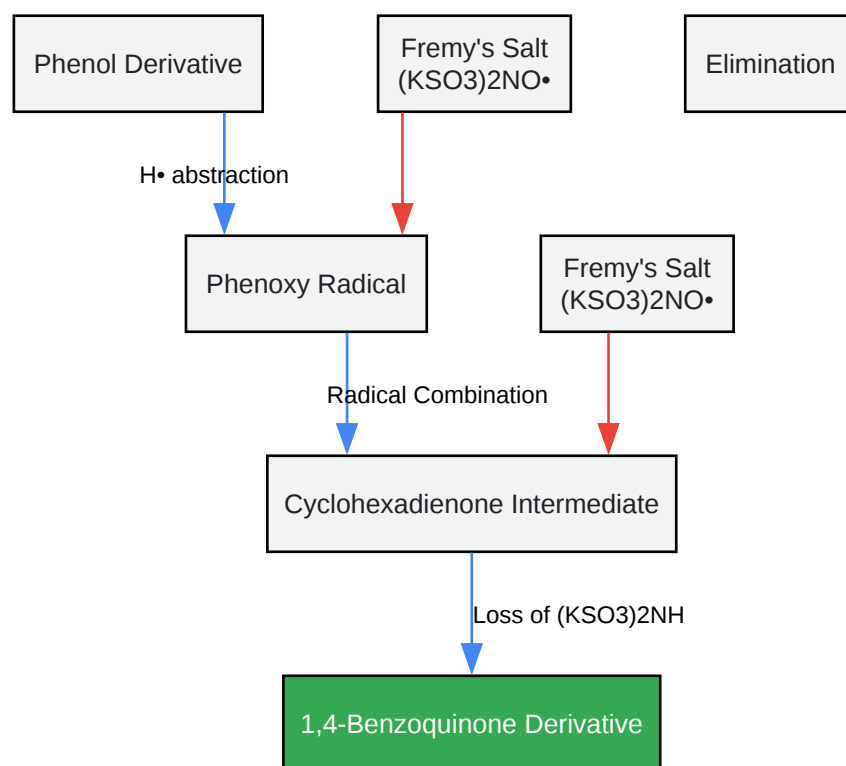 Phenol Derivative
Fremy's Salt
(KSO3)2NO•
Elimination
H• abstraction
Phenoxy Radical
Fremy's Salt
(KSO3)2NO•
Radical Combination
Cyclohexadienone Intermediate
Loss of (KSO3)2NH
1,4-Benzoquinone Derivative